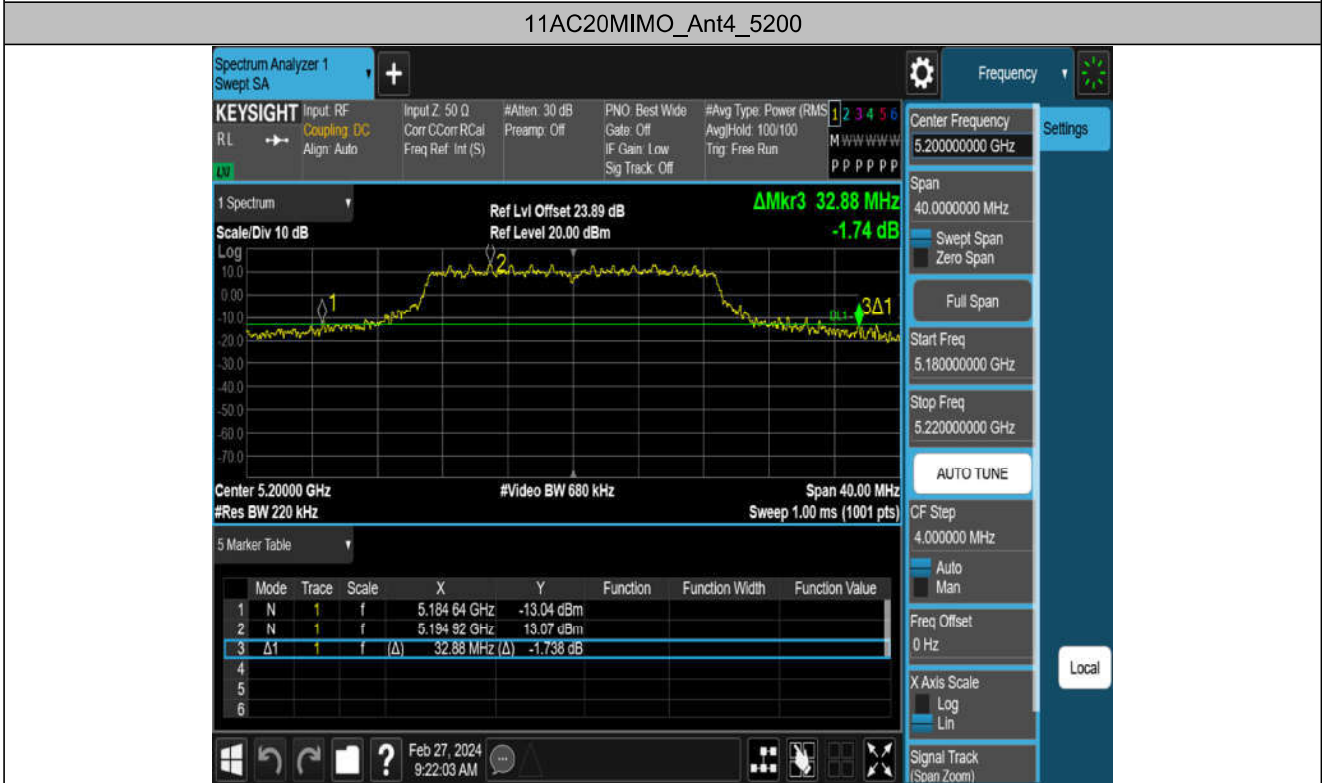 11AC20MIMO_Ant4_5200
Spectrum Analyzer 1
Swept SA
+
Frequency
KEYSIGHT
RL
LXI
Input: RF
Coupling: DC
Align: Auto
Input Z: 50 Ω
Corr CCorr RCal
Freq Ref: Int (S)
#Atten: 30 dB
Preamp: Off
PNO: Best Wide
Gate: Off
IF Gain: Low
Sig Track: Off
#Avg Type: Power (RMS
Avg|Hold: 100/100
Trig: Free Run
1 2 3 4 5 6
M W W W W W
P P P P P P
1 Spectrum
Scale/Div 10 dB
Ref Lvl Offset 23.89 dB
Ref Level 20.00 dBm
ΔMkr3 32.88 MHz
-1.74 dB
Log
10.0
0.00
-10.0
-20.0
-30.0
-40.0
-50.0
-60.0
-70.0
1
2
3Δ1
DL1
Center 5.20000 GHz
#Video BW 680 kHz
Span 40.00 MHz
#Res BW 220 kHz
Sweep 1.00 ms (1001 pts)
5 Marker Table
Mode Trace Scale X Y Function Function Width Function Value
1 N 1 f 5.184 64 GHz -13.04 dBm
2 N 1 f 5.194 92 GHz 13.07 dBm
3 Δ1 1 f (Δ) 32.88 MHz (Δ) -1.738 dB
4
5
6
?
Feb 27, 2024
9:22:03 AM
Center Frequency
5.200000000 GHz
Settings
Span
40.0000000 MHz
Swept Span
Zero Span
Full Span
Start Freq
5.180000000 GHz
Stop Freq
5.220000000 GHz
AUTO TUNE
CF Step
4.000000 MHz
Auto
Man
Freq Offset
0 Hz
Local
X Axis Scale
Log
Lin
Signal Track
(Span Zoom)